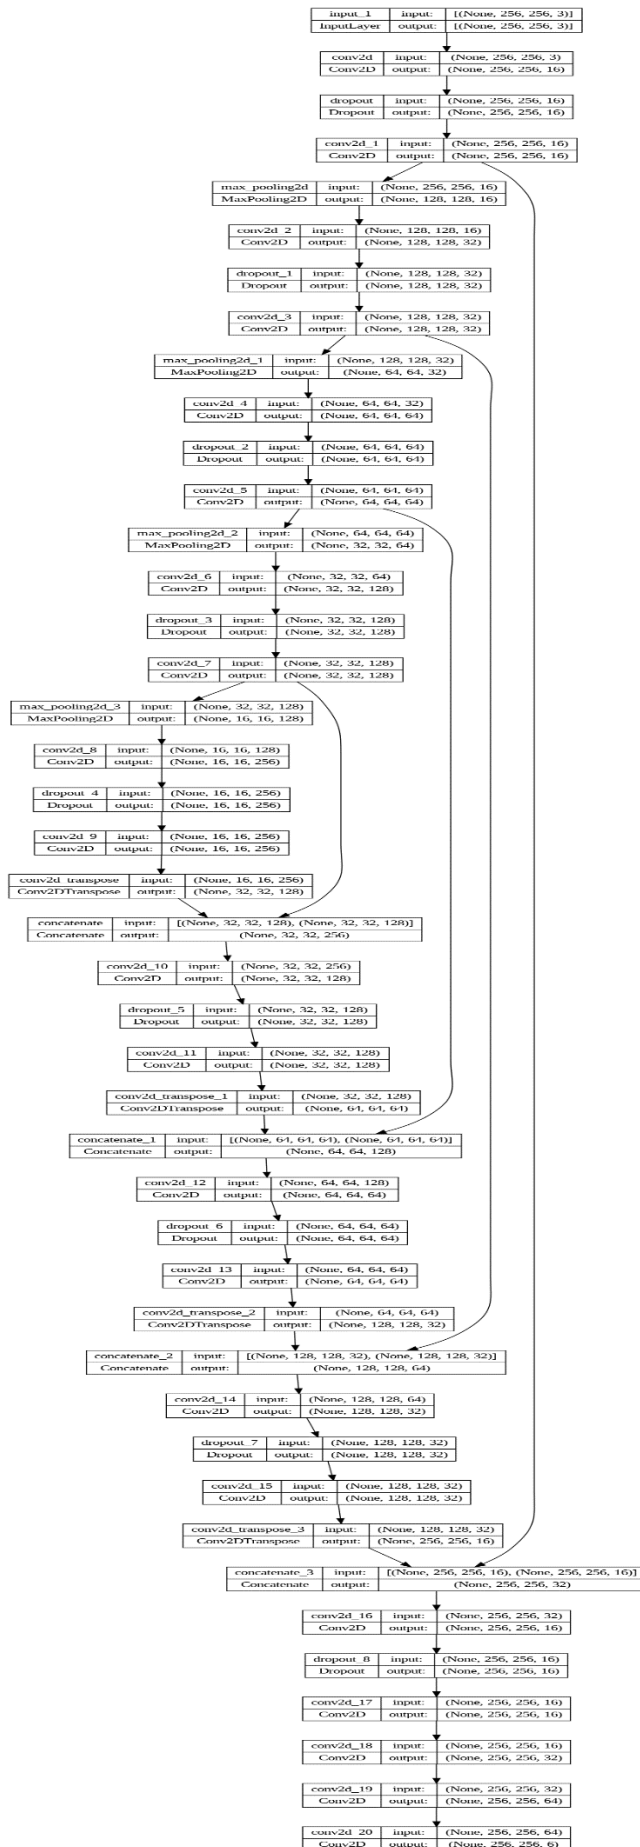 input_1 input: [(None, 256, 256, 3)]
InputLayer output: [(None, 256, 256, 3)]
conv2d input: (None, 256, 256, 3)
Conv2D output: (None, 256, 256, 16)
dropout input: (None, 256, 256, 16)
Dropout output: (None, 256, 256, 16)
conv2d_1 input: (None, 256, 256, 16)
Conv2D output: (None, 256, 256, 16)
max_pooling2d input: (None, 256, 256, 16)
MaxPooling2D output: (None, 128, 128, 16)
conv2d_2 input: (None, 128, 128, 16)
Conv2D output: (None, 128, 128, 32)
dropout_1 input: (None, 128, 128, 32)
Dropout output: (None, 128, 128, 32)
conv2d_3 input: (None, 128, 128, 32)
Conv2D output: (None, 128, 128, 32)
max_pooling2d_1 input: (None, 128, 128, 32)
MaxPooling2D output: (None, 64, 64, 32)
conv2d_4 input: (None, 64, 64, 32)
Conv2D output: (None, 64, 64, 64)
dropout_2 input: (None, 64, 64, 64)
Dropout output: (None, 64, 64, 64)
conv2d_5 input: (None, 64, 64, 64)
Conv2D output: (None, 64, 64, 64)
max_pooling2d_2 input: (None, 64, 64, 64)
MaxPooling2D output: (None, 32, 32, 64)
conv2d_6 input: (None, 32, 32, 64)
Conv2D output: (None, 32, 32, 128)
dropout_3 input: (None, 32, 32, 128)
Dropout output: (None, 32, 32, 128)
conv2d_7 input: (None, 32, 32, 128)
Conv2D output: (None, 32, 32, 128)
max_pooling2d_3 input: (None, 32, 32, 128)
MaxPooling2D output: (None, 16, 16, 128)
conv2d_8 input: (None, 16, 16, 128)
Conv2D output: (None, 16, 16, 256)
dropout_4 input: (None, 16, 16, 256)
Dropout output: (None, 16, 16, 256)
conv2d_9 input: (None, 16, 16, 256)
Conv2D output: (None, 16, 16, 256)
conv2d_transpose input: (None, 16, 16, 256)
Conv2DTranspose output: (None, 32, 32, 128)
concatenate input: [(None, 32, 32, 128), (None, 32, 32, 128)]
Concatenate output: (None, 32, 32, 256)
conv2d_10 input: (None, 32, 32, 256)
Conv2D output: (None, 32, 32, 128)
dropout_5 input: (None, 32, 32, 128)
Dropout output: (None, 32, 32, 128)
conv2d_11 input: (None, 32, 32, 128)
Conv2D output: (None, 32, 32, 128)
conv2d_transpose_1 input: (None, 32, 32, 128)
Conv2DTranspose output: (None, 64, 64, 64)
concatenate_1 input: [(None, 64, 64, 64), (None, 64, 64, 64)]
Concatenate output: (None, 64, 64, 128)
conv2d_12 input: (None, 64, 64, 128)
Conv2D output: (None, 64, 64, 64)
dropout_6 input: (None, 64, 64, 64)
Dropout output: (None, 64, 64, 64)
conv2d_13 input: (None, 64, 64, 64)
Conv2D output: (None, 64, 64, 64)
conv2d_transpose_2 input: (None, 64, 64, 64)
Conv2DTranspose output: (None, 128, 128, 32)
concatenate_2 input: [(None, 128, 128, 32), (None, 128, 128, 32)]
Concatenate output: (None, 128, 128, 64)
conv2d_14 input: (None, 128, 128, 64)
Conv2D output: (None, 128, 128, 32)
dropout_7 input: (None, 128, 128, 32)
Dropout output: (None, 128, 128, 32)
conv2d_15 input: (None, 128, 128, 32)
Conv2D output: (None, 128, 128, 32)
conv2d_transpose_3 input: (None, 128, 128, 32)
Conv2DTranspose output: (None, 256, 256, 16)
concatenate_3 input: [(None, 256, 256, 16), (None, 256, 256, 16)]
Concatenate output: (None, 256, 256, 32)
conv2d_16 input: (None, 256, 256, 32)
Conv2D output: (None, 256, 256, 16)
dropout_8 input: (None, 256, 256, 16)
Dropout output: (None, 256, 256, 16)
conv2d_17 input: (None, 256, 256, 16)
Conv2D output: (None, 256, 256, 16)
conv2d_18 input: (None, 256, 256, 16)
Conv2D output: (None, 256, 256, 32)
conv2d_19 input: (None, 256, 256, 32)
Conv2D output: (None, 256, 256, 64)
conv2d_20 input: (None, 256, 256, 64)
Conv2D output: (None, 256, 256, 6)